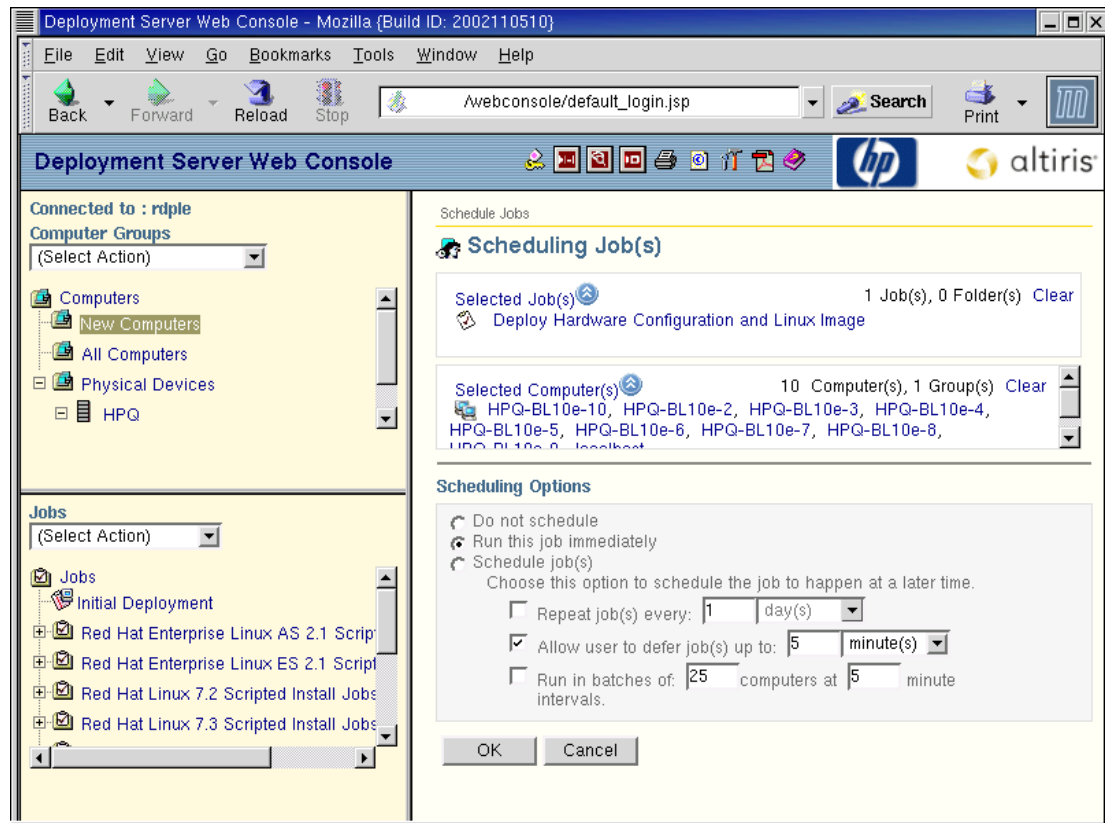 Deployment Server Web Console - Mozilla {Build ID: 2002110510}
File Edit View Go Bookmarks Tools Window Help
Back Forward Reload Stop /webconsole/default_login.jsp Search Print
Deployment Server Web Console
hp altiris
Connected to : rdple
Computer Groups
(Select Action)
Computers
New Computers
All Computers
Physical Devices
HPQ
Jobs
(Select Action)
Jobs
Initial Deployment
Red Hat Enterprise Linux AS 2.1 Script
Red Hat Enterprise Linux ES 2.1 Script
Red Hat Linux 7.2 Scripted Install Jobs
Red Hat Linux 7.3 Scripted Install Jobs
Schedule Jobs
Scheduling Job(s)
Selected Job(s) 1 Job(s), 0 Folder(s) Clear
Deploy Hardware Configuration and Linux Image
Selected Computer(s) 10 Computer(s), 1 Group(s) Clear
HPQ-BL10e-10, HPQ-BL10e-2, HPQ-BL10e-3, HPQ-BL10e-4,
HPQ-BL10e-5, HPQ-BL10e-6, HPQ-BL10e-7, HPQ-BL10e-8,
HPQ-BL10e-9, localhost
Scheduling Options
Do not schedule
Run this job immediately
Schedule job(s)
Choose this option to schedule the job to happen at a later time.
Repeat job(s) every: 1 day(s)
Allow user to defer job(s) up to: 5 minute(s)
Run in batches of: 25 computers at 5 minute
intervals.
OK Cancel